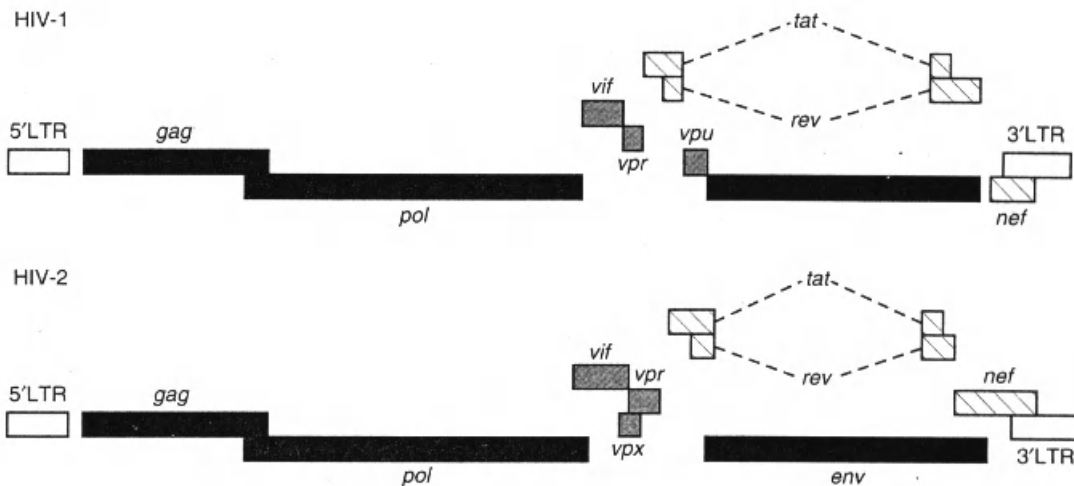 HIV-1
tat
vif
5'LTR
gag
rev
vpu
3'LTR
vpr
pol
nef
HIV-2
tat
vif
vpr
rev
nef
5'LTR
gag
vpx
pol
env
3'LTR